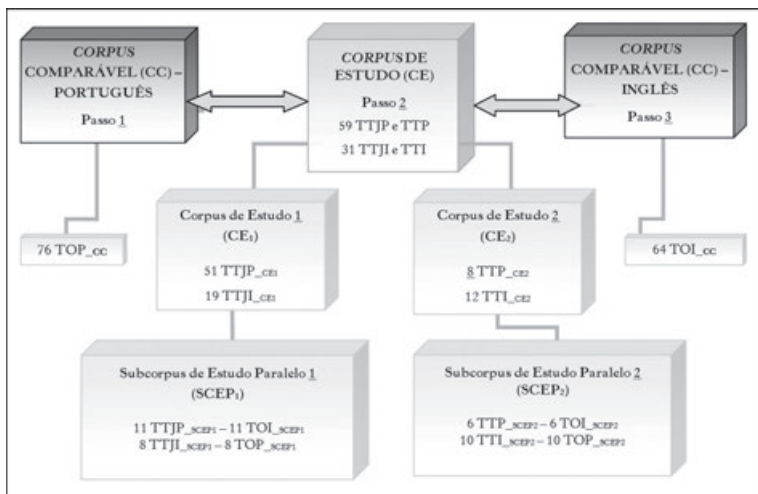 CORPUS
COMPARÁVEL (CC) –
PORTUGUÊS
Passo 1
CORPUS DE
ESTUDO (CE)
Passo 2
59 TTJP e TTP
31 TTJI e TTI
CORPUS
COMPARÁVEL (CC) –
INGLÊS
Passo 3
76 TOP_CC
Corpus de Estudo 1
(CE1)
51 TTJP_CE1
19 TTJI_CE1
Corpus de Estudo 2
(CE2)
8 TTP_CE2
12 TTI_CE2
64 TOI_CC
Subcorpus de Estudo Paralelo 1
(SCEP1)
11 TTJP_SCEP1 – 11 TOI_SCEP1
8 TTJI_SCEP1 – 8 TOP_SCEP1
Subcorpus de Estudo Paralelo 2
(SCEP2)
6 TTP_SCEP2 – 6 TOI_SCEP2
10 TTI_SCEP2 – 10 TOP_SCEP2